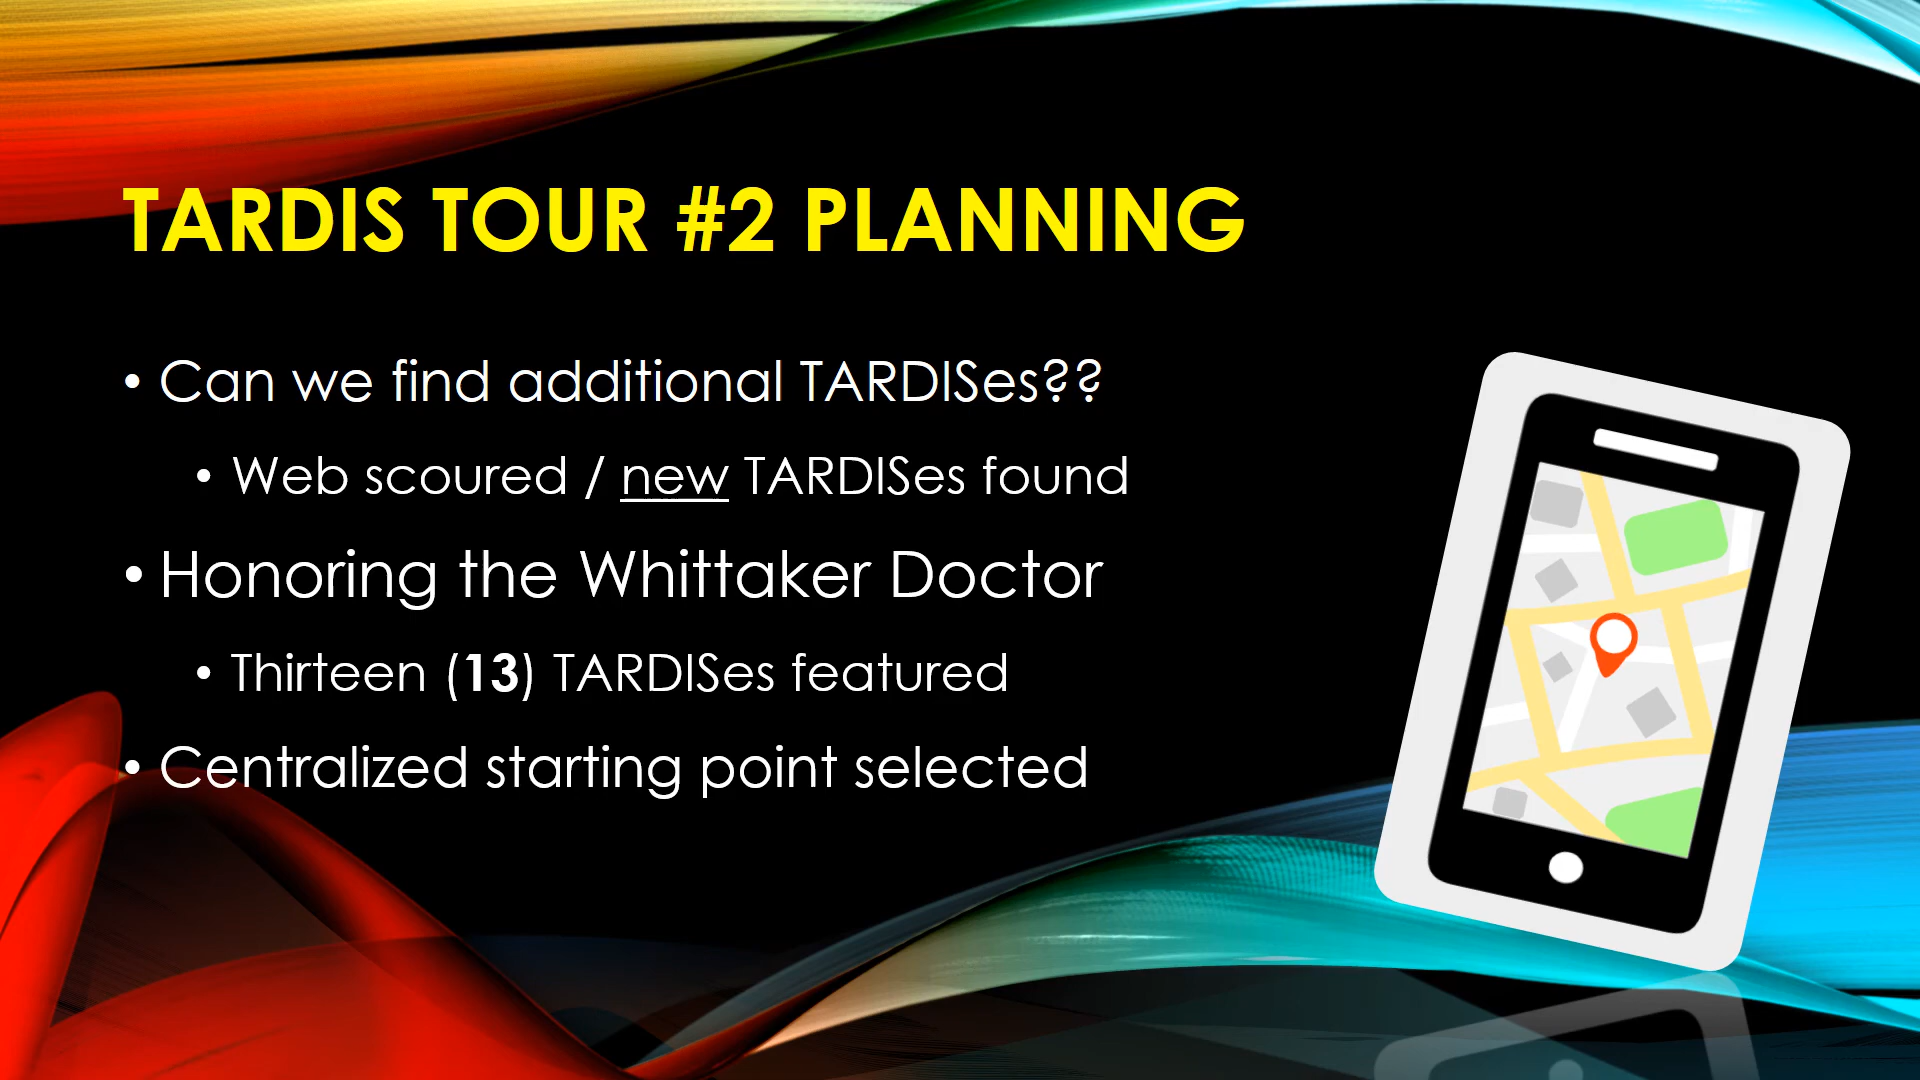 TARDIS TOUR #2 PLANNING
• Can we find additional TARDISes??
• Web scoured / new TARDISes found
• Honoring the Whittaker Doctor
• Thirteen (13) TARDISes featured
• Centralized starting point selected